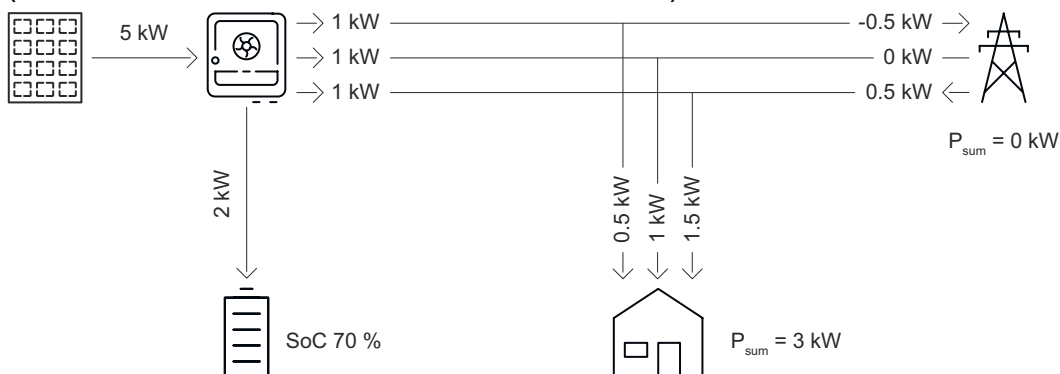 5 kW
1 kW
-0.5 kW
1 kW
0 kW
1 kW
0.5 kW
P_sum = 0 kW
2 kW
0.5 kW
1 kW
1.5 kW
SoC 70 %
P_sum = 3 kW